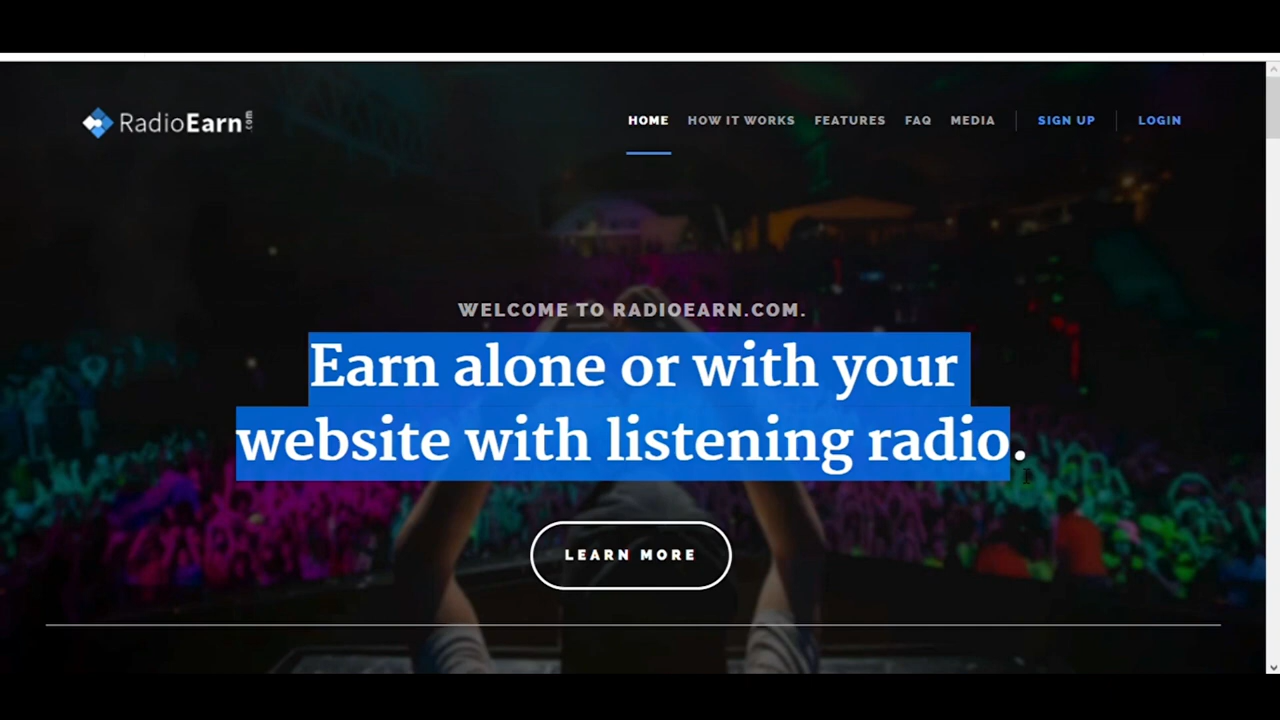 RadioEarn.com
HOME HOW IT WORKS FEATURES FAQ MEDIA SIGN UP LOGIN
WELCOME TO RADIOEARN.COM.
Earn alone or with your
website with listening radio.
LEARN MORE